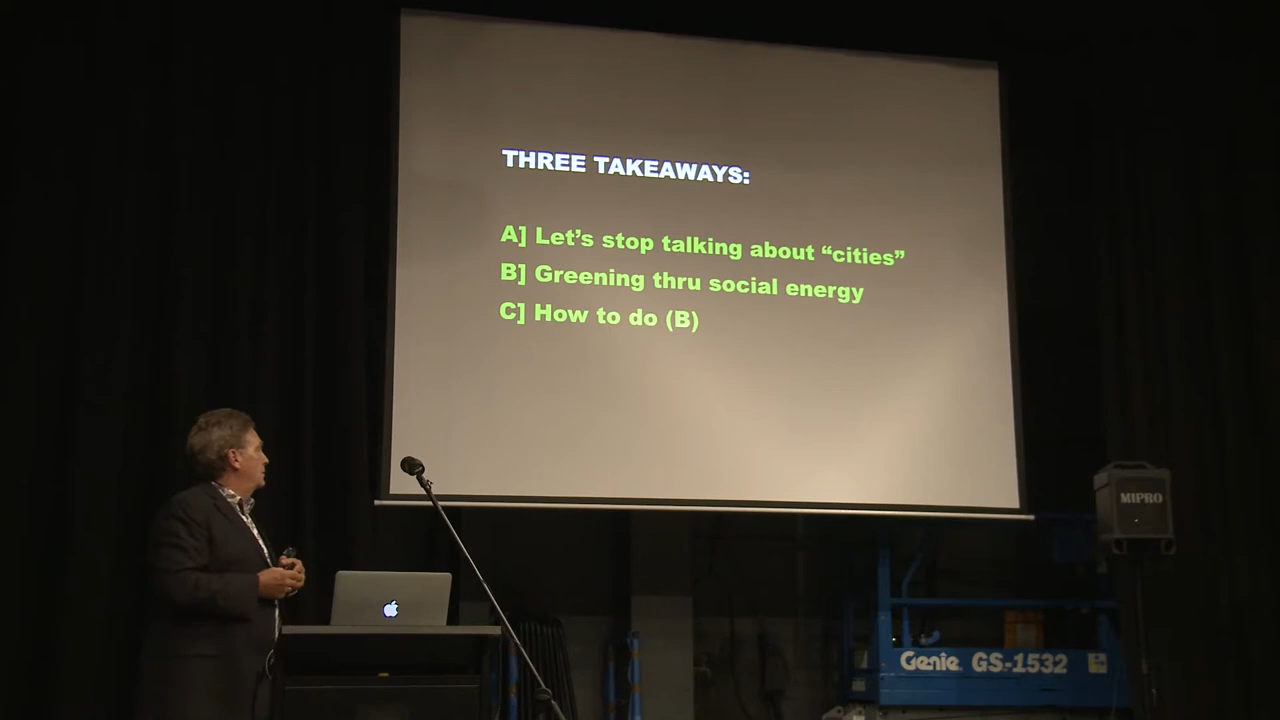 THREE TAKEAWAYS:
A] Let’s stop talking about “cities”
B] Greening thru social energy
C] How to do (B)
MIPRO
Genie GS-1532